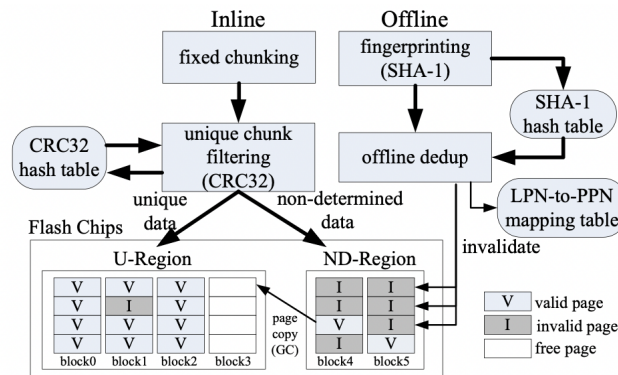 Inline
Offline
fixed chunking
fingerprinting
(SHA-1)
SHA-1
hash table
CRC32
hash table
unique chunk
filtering
(CRC32)
offline dedup
LPN-to-PPN
mapping table
unique
data
non-determined
data
invalidate
Flash Chips
U-Region
ND-Region
V V V
V I V
V V V
V V V
block0 block1 block2 block3
page
copy
(GC)
I I
I I
V I
I V
block4 block5
V valid page
I invalid page
free page